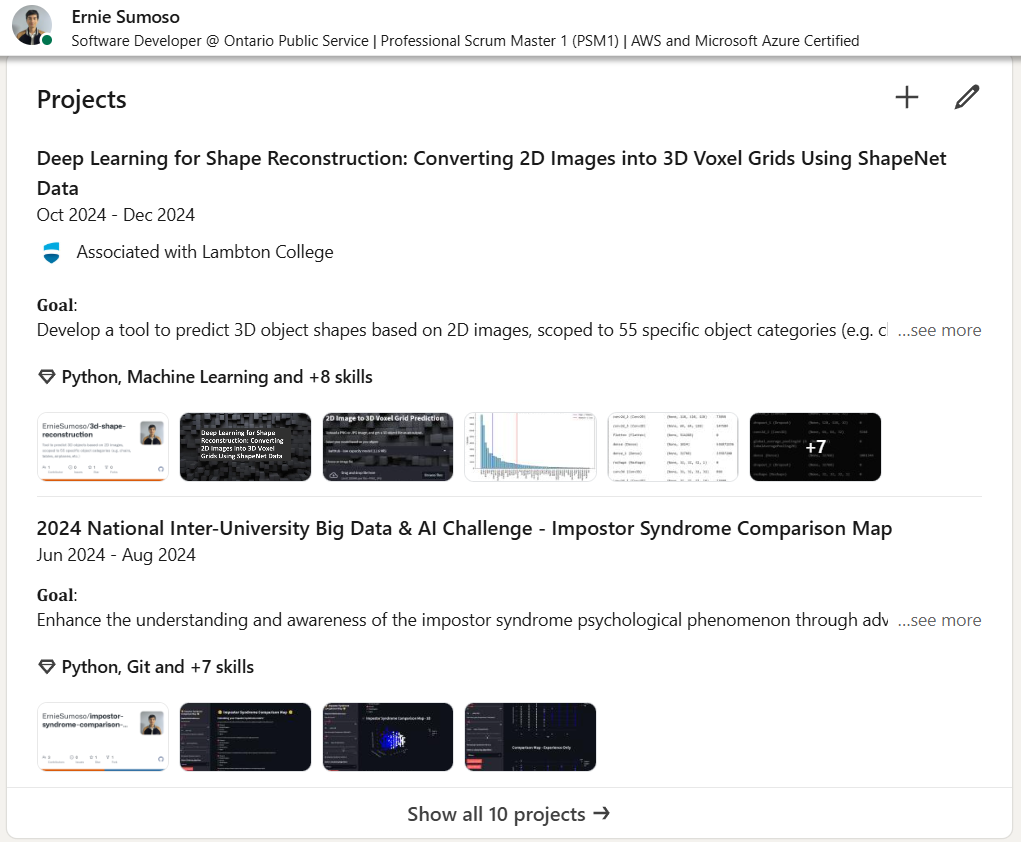 Ernie Sumoso
Software Developer @ Ontario Public Service | Professional Scrum Master 1 (PSM1) | AWS and Microsoft Azure Certified
Projects
Deep Learning for Shape Reconstruction: Converting 2D Images into 3D Voxel Grids Using ShapeNet
Data
Oct 2024 - Dec 2024
Associated with Lambton College
Goal:
Develop a tool to predict 3D object shapes based on 2D images, scoped to 55 specific object categories (e.g. cl ...see more
Python, Machine Learning and +8 skills
ErnieSumoso/3d-shape-
reconstruction
Deep Learning for Shape
Reconstruction: Converting
2D Images into 3D Voxel
Grids Using ShapeNet Data
2D Image to 3D Voxel Grid Prediction
+7
2024 National Inter-University Big Data & AI Challenge - Impostor Syndrome Comparison Map
Jun 2024 - Aug 2024
Goal:
Enhance the understanding and awareness of the impostor syndrome psychological phenomenon through adv ...see more
Python, Git and +7 skills
ErnieSumoso/impostor-
syndrome-comparison-...
Impostor Syndrome Comparison Map
Impostor Syndrome Comparison Map - 3D
Comparison Map - Experience Only
Show all 10 projects →